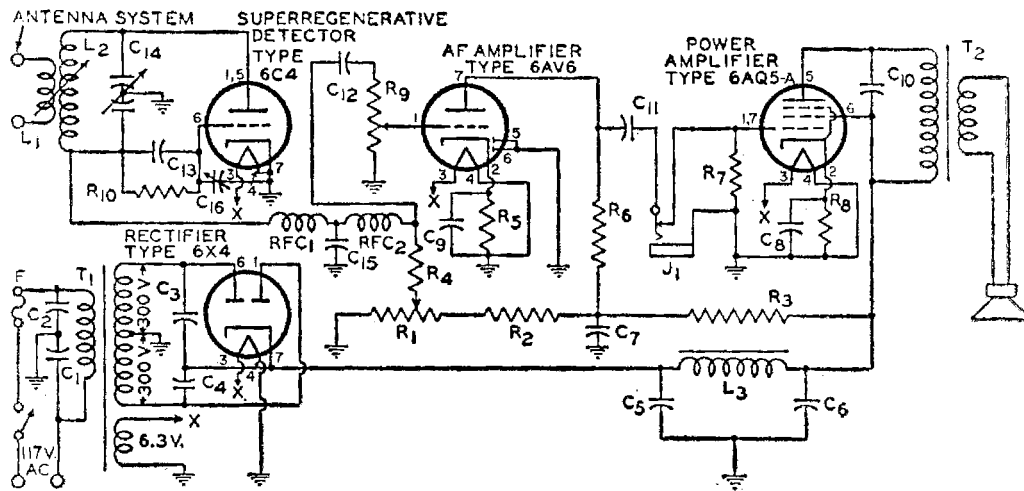 ANTENNA SYSTEM
SUPERREGENERATIVE
DETECTOR
TYPE
6C4
AF AMPLIFIER
TYPE 6AV6
POWER
AMPLIFIER
TYPE 6AQ5-A
L2
C14
1,5
6
L1
C13
R10
C16
3
4
7
X
C12
R9
7
1
5
6
3
4
2
X
C9
R5
C11
R6
J1
5
1,7
6
R7
3
4
2
X
C8
R8
C10
T2
RFC1
RFC2
C15
R4
R1
R2
C7
R3
RECTIFIER
TYPE 6X4
F
T1
C2
C1
300 V
300 V
C3
C4
6
1
3
4
7
X
X
6.3 V.
117V.
AC
L3
C5
C6